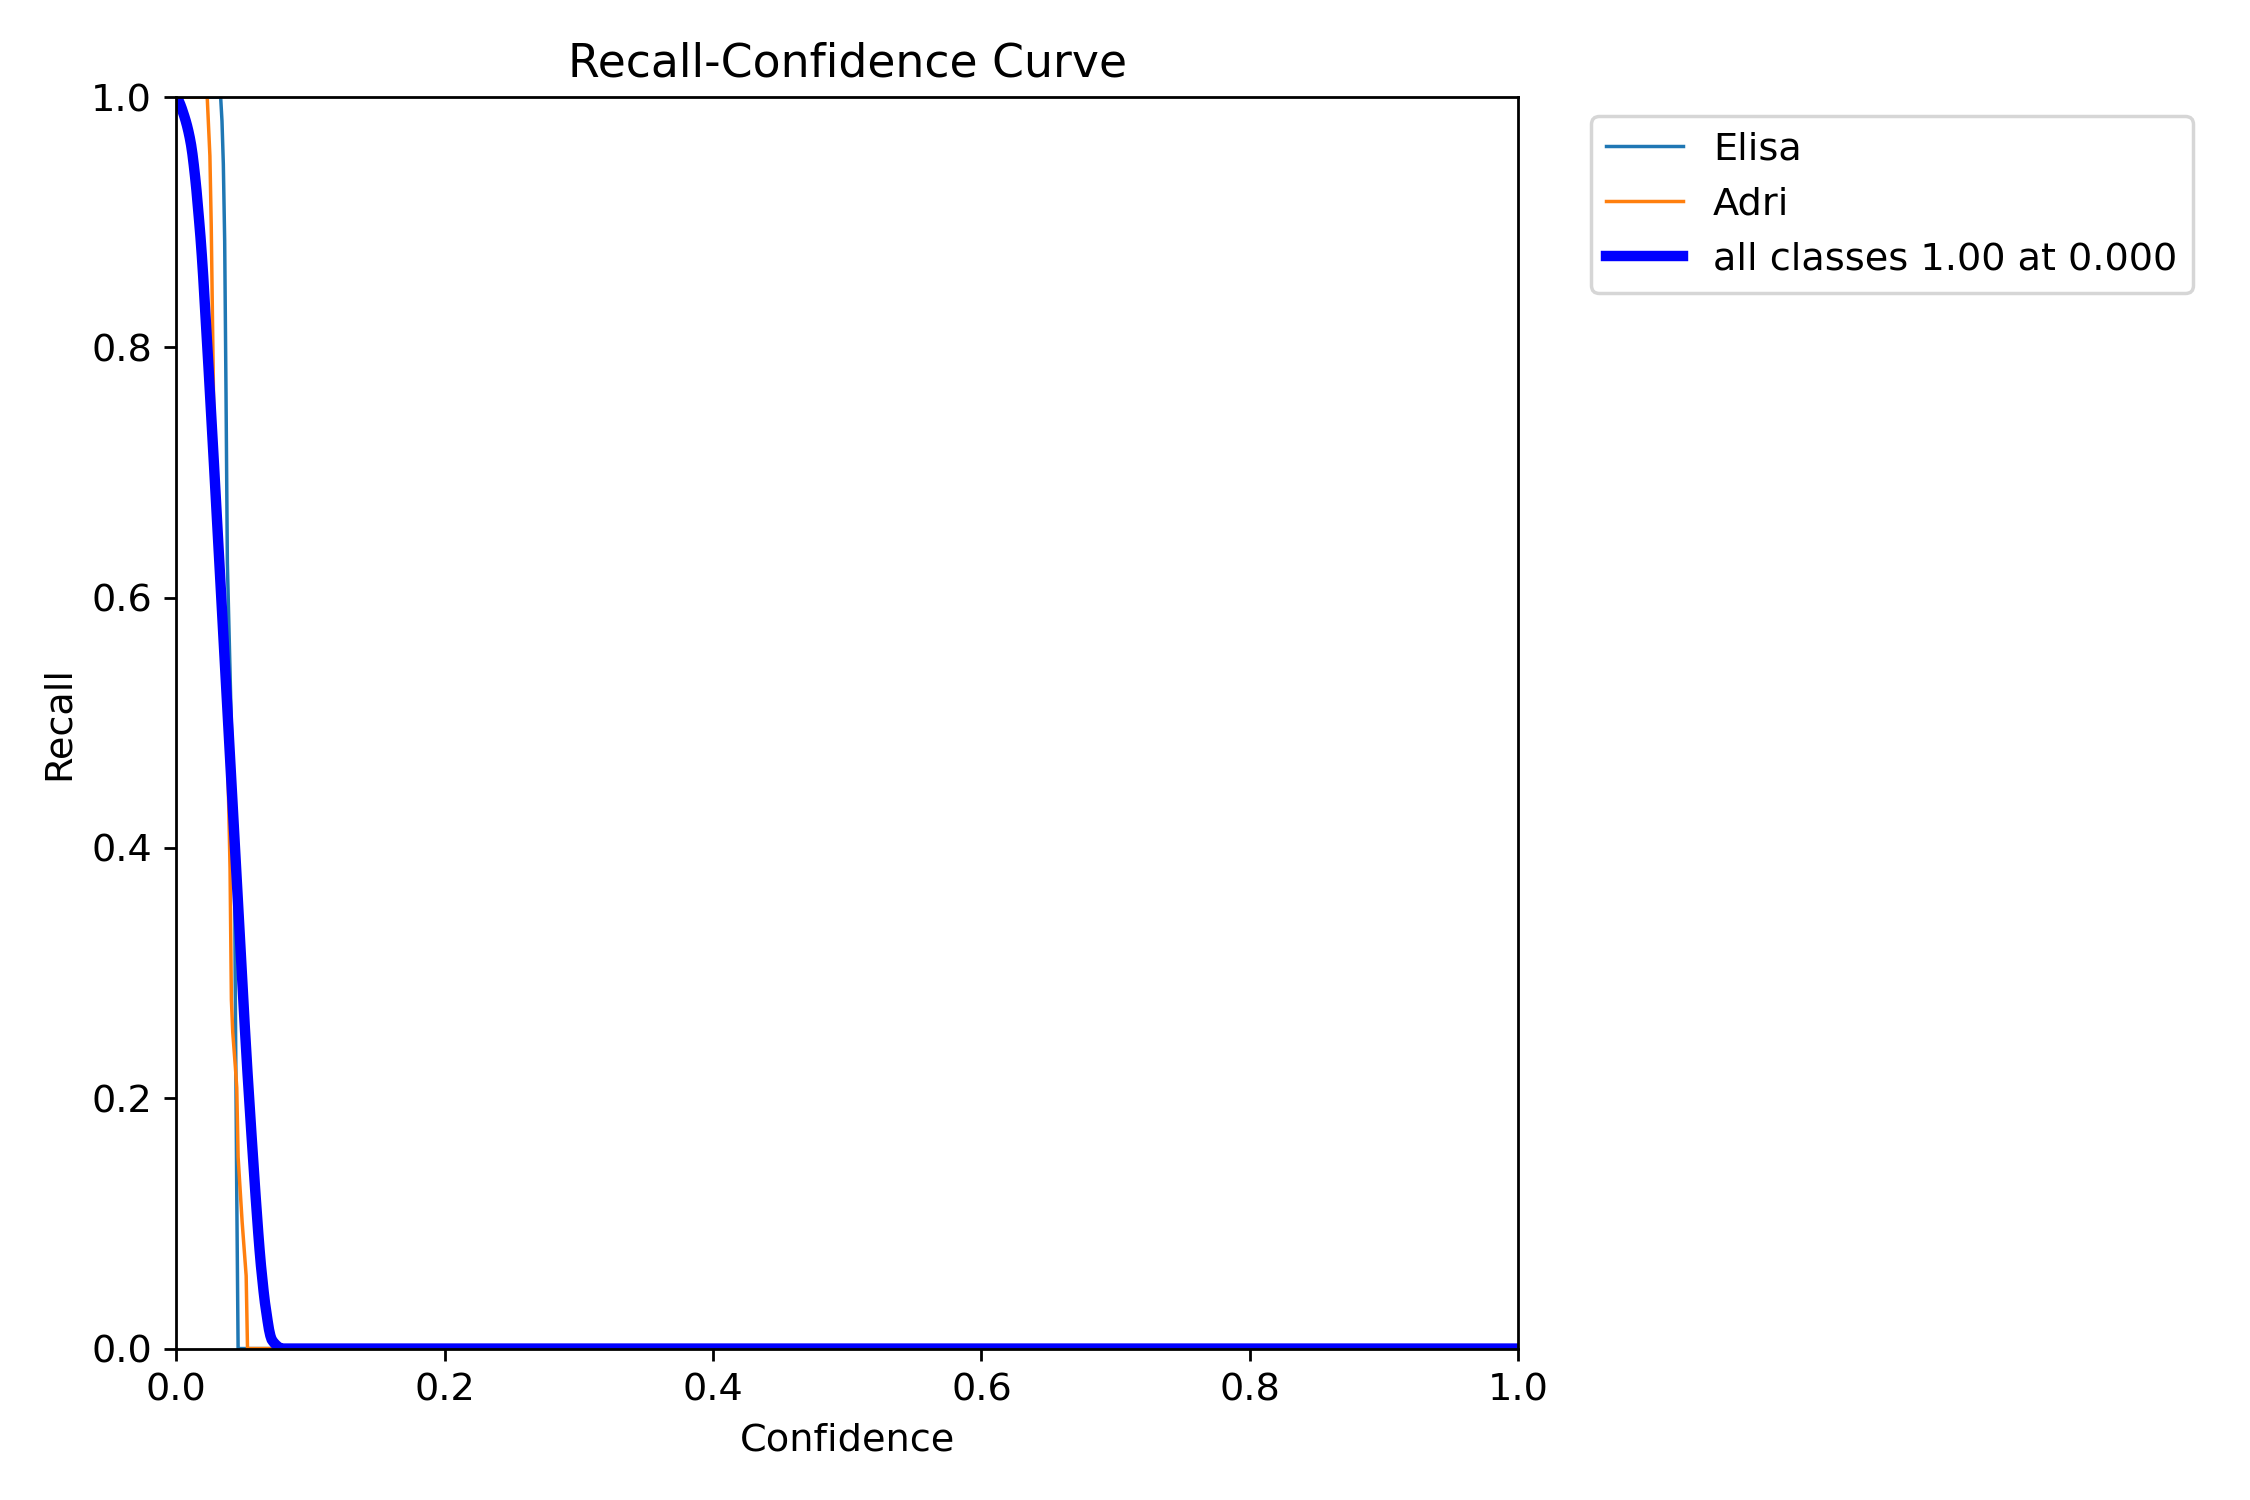 Recall-Confidence Curve
1.0
0.8
0.6
0.4
0.2
0.0
Recall
0.0 0.2 0.4 0.6 0.8 1.0
Confidence
Elisa
Adri
all classes 1.00 at 0.000